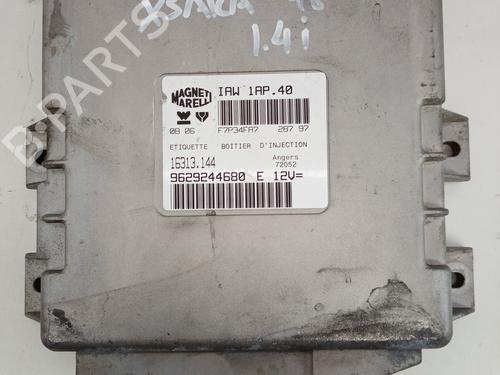 XSARA 98
1.4i
MAGNETI MARELLI
IAW 1AP.40
08 06 F7P34FA7 287 97
ETIQUETTE BOITIER D'INJECTION
16313.144 Angers 72052
9629244680 E 12V=
B-PARTS